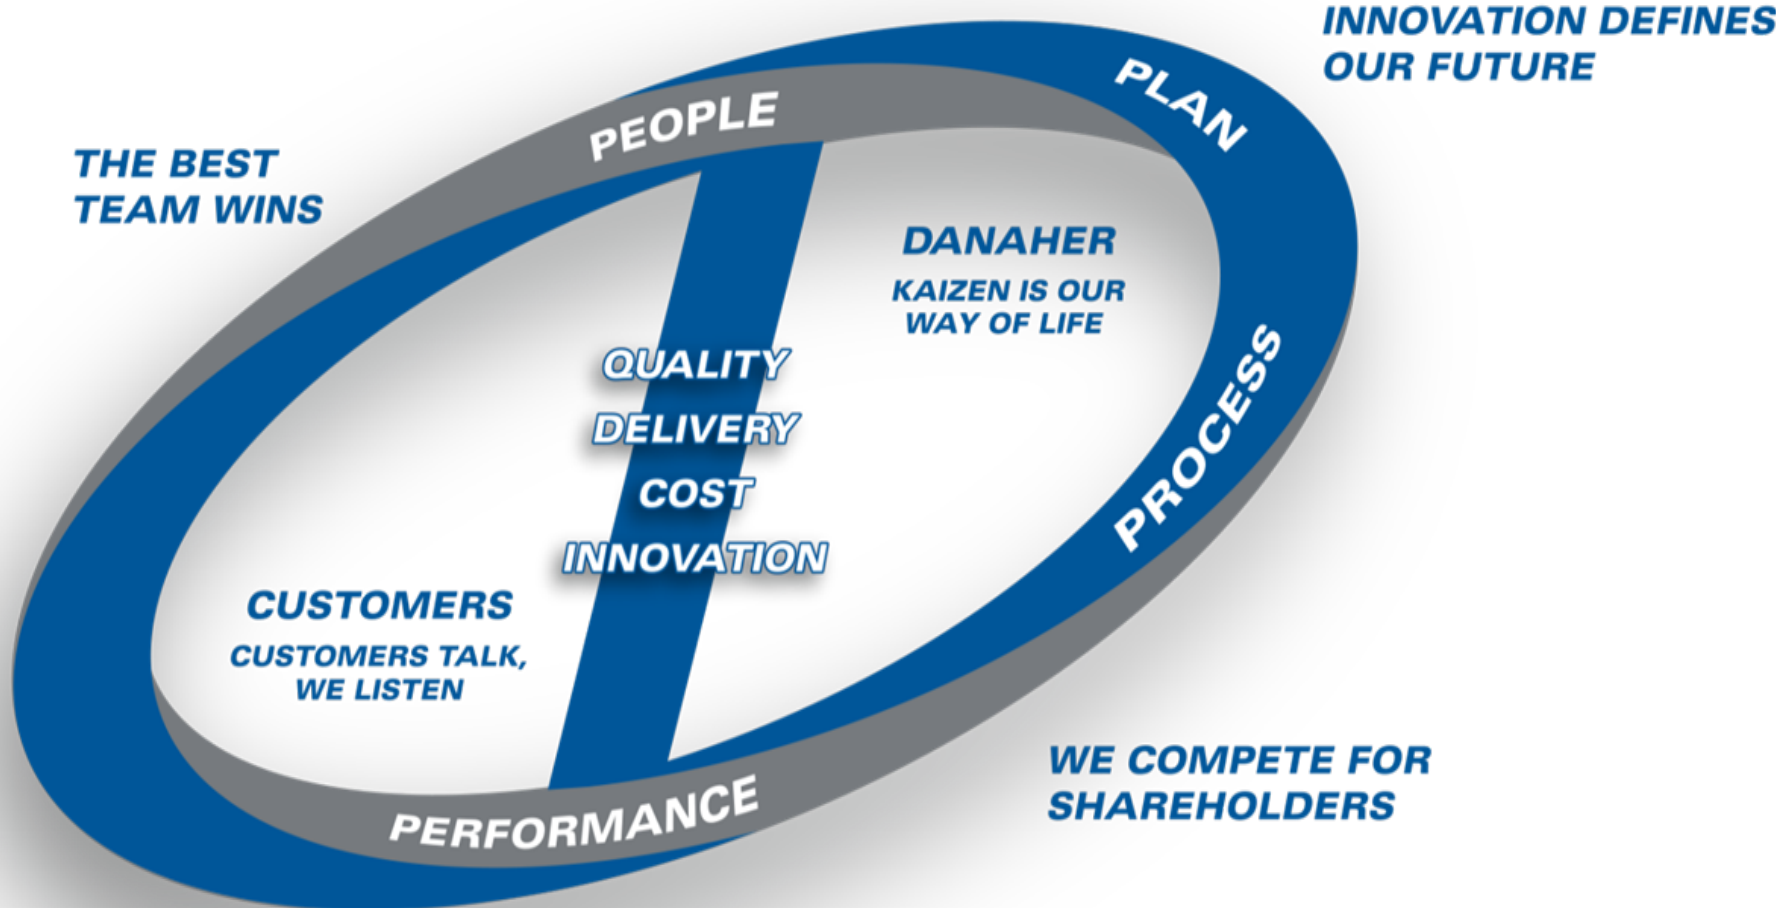 INNOVATION DEFINES
OUR FUTURE
PLAN
PEOPLE
THE BEST
TEAM WINS
DANAHER
KAIZEN IS OUR
WAY OF LIFE
QUALITY
DELIVERY
COST
INNOVATION
PROCESS
CUSTOMERS
CUSTOMERS TALK,
WE LISTEN
WE COMPETE FOR
SHAREHOLDERS
PERFORMANCE